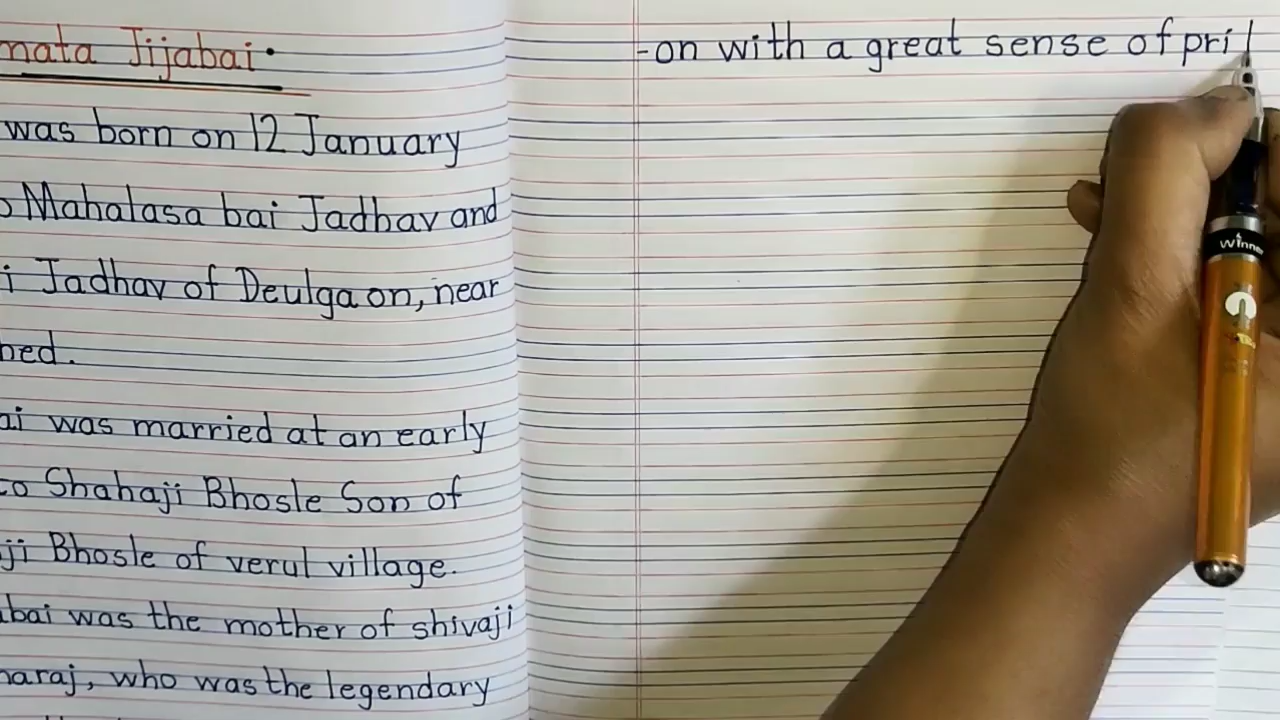 mata Jijabai.
was born on 12 January
Mahalasa bai Jadhav and
i Jadhav of Deulgaon, near
hed.
ai was married at an early
to Shahaji Bhosle Son of
ji Bhosle of verul village.
bai was the mother of shivaji
haraj, who was the legendary
-on with a great sense of pri
Winne